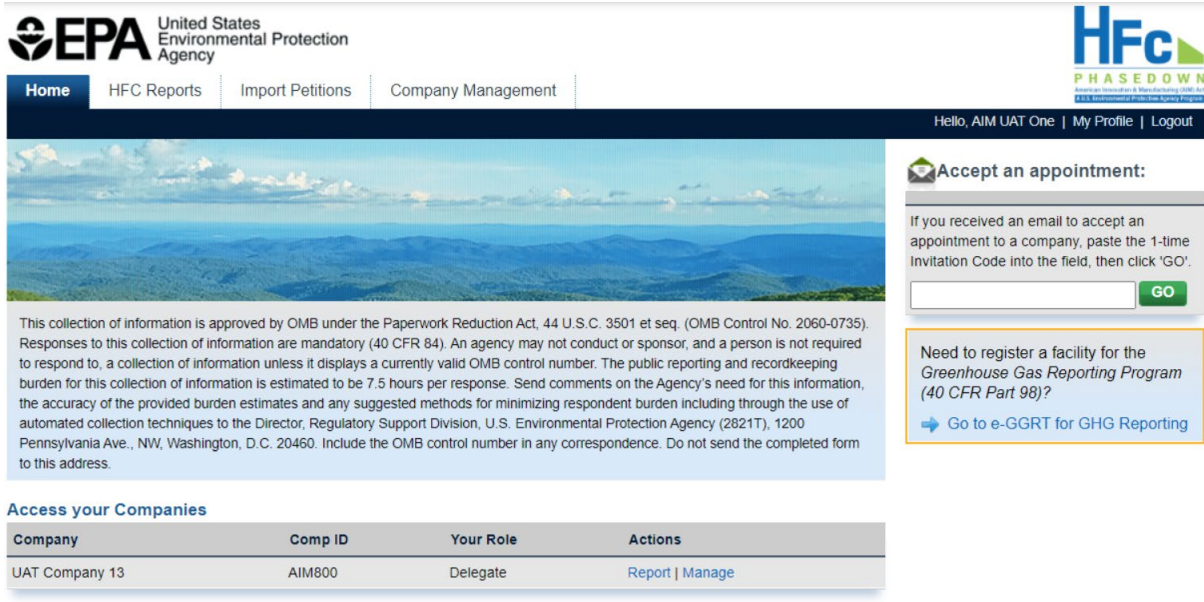 EPA United States
Environmental Protection
Agency
HFC
PHASEDOWN
American Innovation & Manufacturing (AIM) Act
A U.S. Environmental Protection Agency Program
Home HFC Reports Import Petitions Company Management
Hello, AIM UAT One | My Profile | Logout
This collection of information is approved by OMB under the Paperwork Reduction Act, 44 U.S.C. 3501 et seq. (OMB Control No. 2060-0735).
Responses to this collection of information are mandatory (40 CFR 84). An agency may not conduct or sponsor, and a person is not required
to respond to, a collection of information unless it displays a currently valid OMB control number. The public reporting and recordkeeping
burden for this collection of information is estimated to be 7.5 hours per response. Send comments on the Agency's need for this information,
the accuracy of the provided burden estimates and any suggested methods for minimizing respondent burden including through the use of
automated collection techniques to the Director, Regulatory Support Division, U.S. Environmental Protection Agency (2821T), 1200
Pennsylvania Ave., NW, Washington, D.C. 20460. Include the OMB control number in any correspondence. Do not send the completed form
to this address.
Accept an appointment:
If you received an email to accept an
appointment to a company, paste the 1-time
Invitation Code into the field, then click 'GO'.
GO
Need to register a facility for the
Greenhouse Gas Reporting Program
(40 CFR Part 98)?
Go to e-GGRT for GHG Reporting
Access your Companies
Company Comp ID Your Role Actions
UAT Company 13 AIM800 Delegate Report | Manage